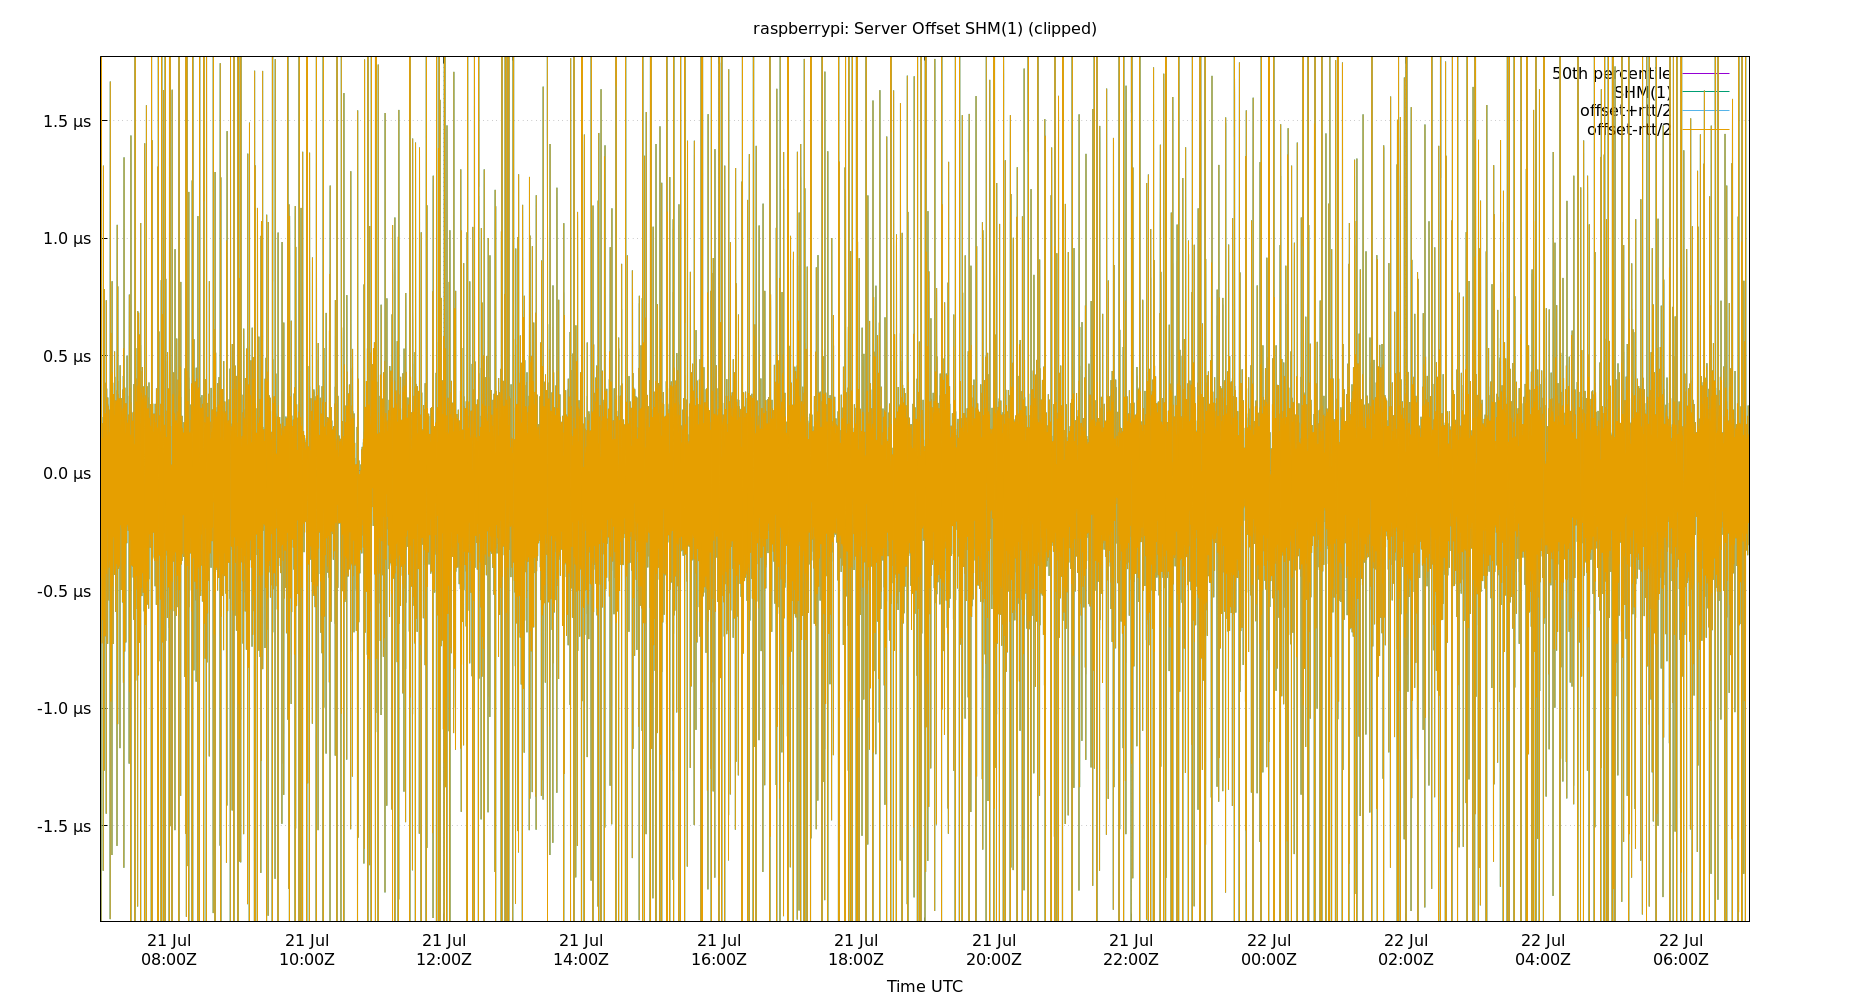 raspberrypi: Server Offset SHM(1) (clipped)
50th percentile
SHM(1)
offset+rtt/2
offset-rtt/2
1.5 µs
1.0 µs
0.5 µs
0.0 µs
-0.5 µs
-1.0 µs
-1.5 µs
21 Jul 21 Jul 21 Jul 21 Jul 21 Jul 21 Jul 21 Jul 21 Jul 22 Jul 22 Jul 22 Jul 22 Jul
08:00Z 10:00Z 12:00Z 14:00Z 16:00Z 18:00Z 20:00Z 22:00Z 00:00Z 02:00Z 04:00Z 06:00Z
Time UTC